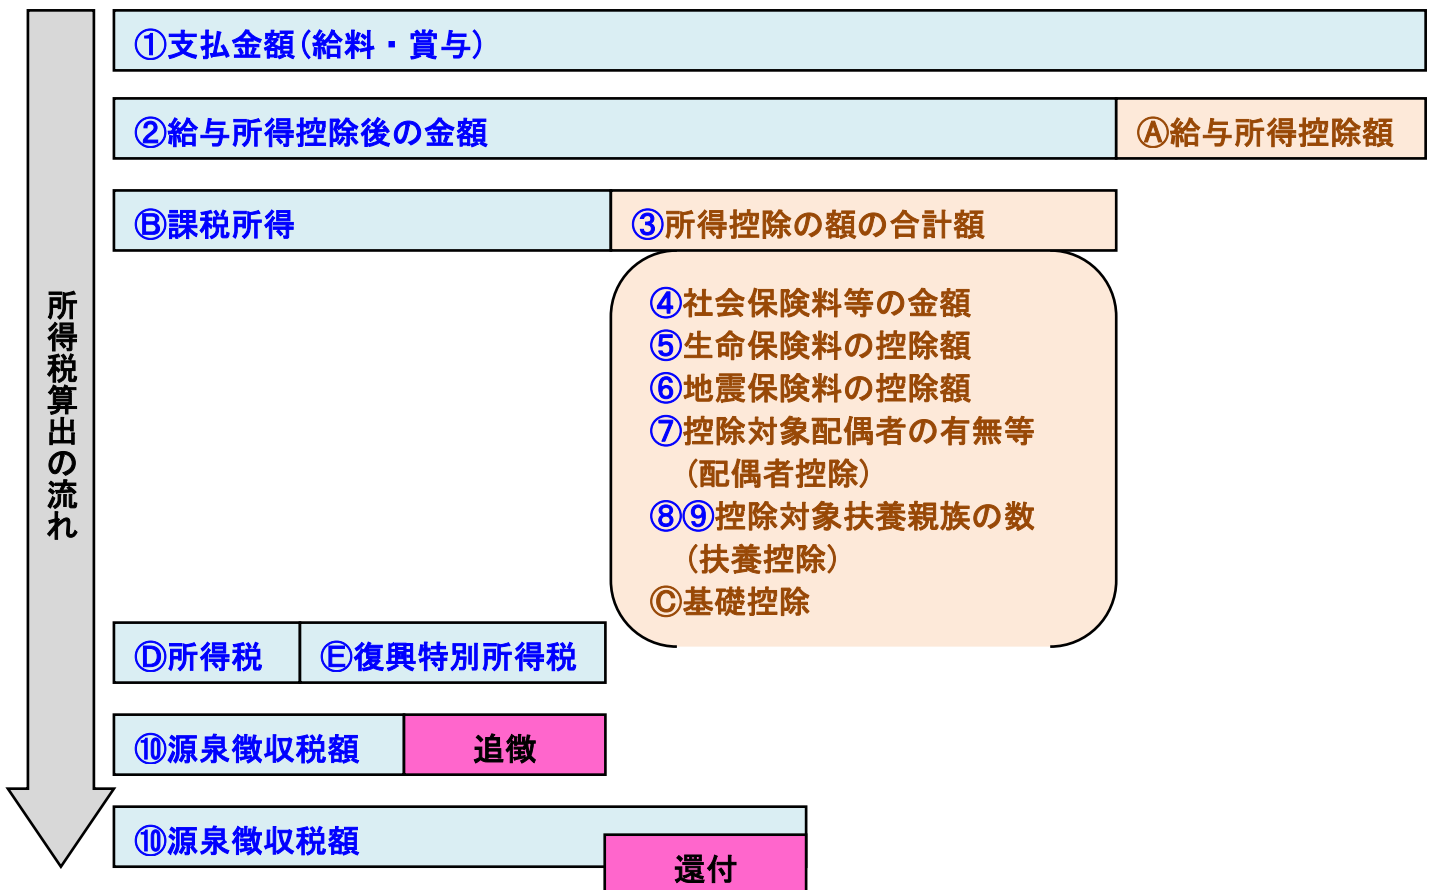 ①支払金額(給料・賞与)
②給与所得控除後の金額
Ⓐ給与所得控除額
Ⓑ課税所得
③所得控除の額の合計額
④社会保険料等の金額
⑤生命保険料の控除額
⑥地震保険料の控除額
⑦控除対象配偶者の有無等
(配偶者控除)
⑧⑨控除対象扶養親族の数
(扶養控除)
Ⓒ基礎控除
所得税算出の流れ
Ⓓ所得税
Ⓔ復興特別所得税
⑩源泉徴収税額
追徴
⑩源泉徴収税額
還付